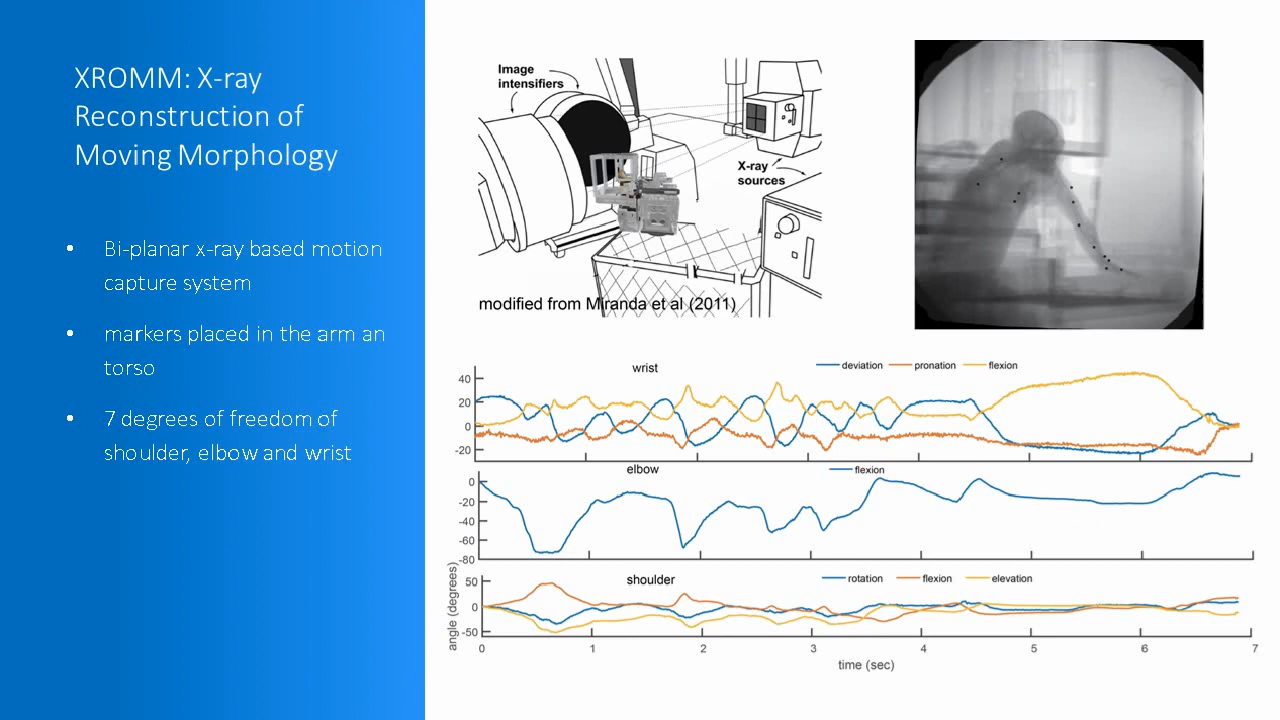 XROMM: X-ray
Reconstruction of
Moving Morphology
• Bi-planar x-ray based motion
capture system
• markers placed in the arm an
torso
• 7 degrees of freedom of
shoulder, elbow and wrist
Image
intensifiers
X-ray
sources
modified from Miranda et al (2011)
wrist
deviation pronation flexion
40
20
0
-20
elbow
flexion
0
-20
-40
-60
-80
shoulder
rotation flexion elevation
50
0
-50
angle (degrees)
0 1 2 3 4 5 6 7
time (sec)